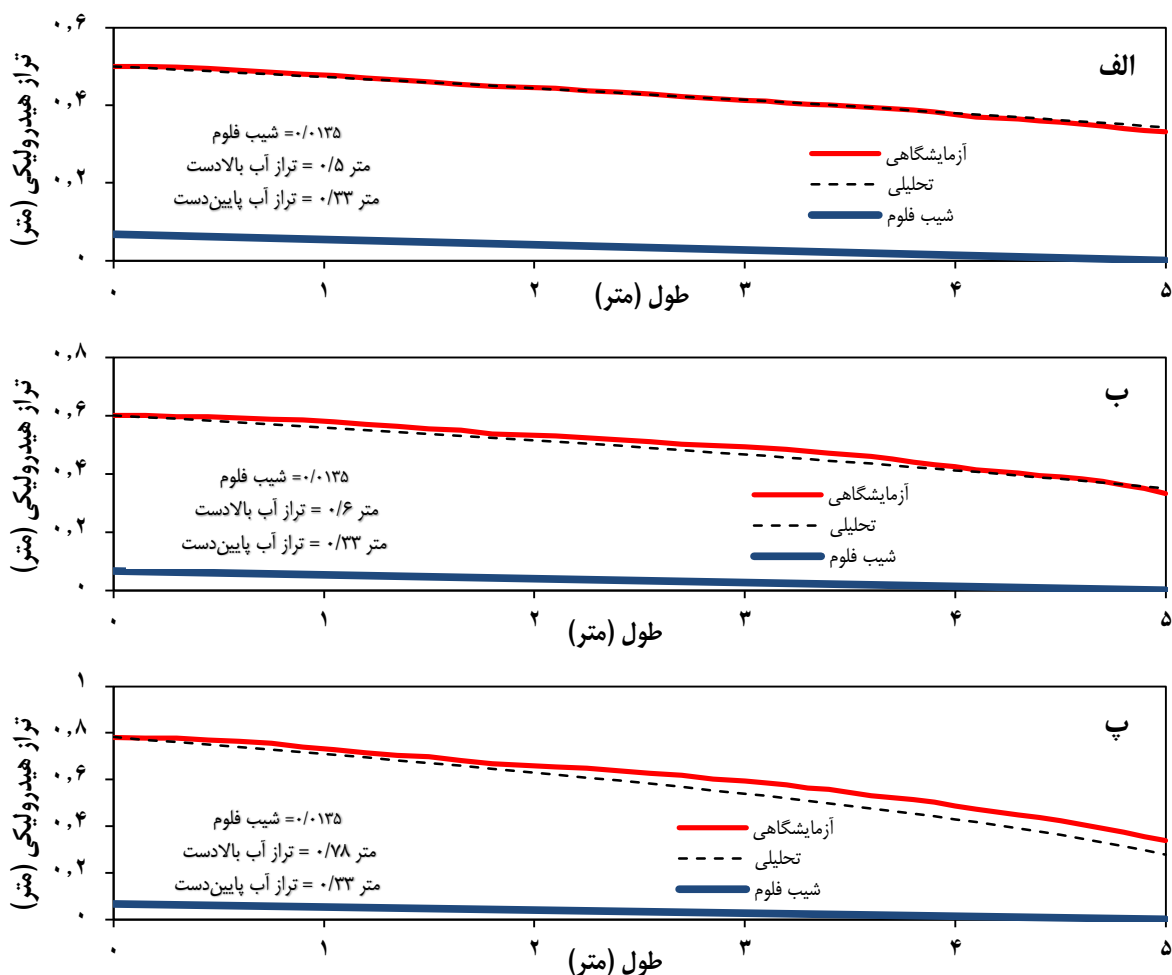 تراز هیدرولیکی (متر)
۰٫۶
۰٫۴
۰٫۲
۰
الف
شیب فلوم =۰/۰۱۳۵
متر ۰/۵ = تراز آب بالادست
متر ۰/۳۳ = تراز آب پایین‌دست
آزمایشگاهی
تحلیلی
شیب فلوم
۰ ۱ ۲ ۳ ۴ ۵
طول (متر)
تراز هیدرولیکی (متر)
۰٫۸
۰٫۶
۰٫۴
۰٫۲
۰
ب
شیب فلوم =۰/۰۱۳۵
متر ۰/۶ = تراز آب بالادست
متر ۰/۳۳ = تراز آب پایین‌دست
آزمایشگاهی
تحلیلی
شیب فلوم
۰ ۱ ۲ ۳ ۴ ۵
طول (متر)
تراز هیدرولیکی (متر)
۱
۰٫۸
۰٫۶
۰٫۴
۰٫۲
۰
پ
شیب فلوم =۰/۰۱۳۵
متر ۰/۷۸ = تراز آب بالادست
متر ۰/۳۳ = تراز آب پایین‌دست
آزمایشگاهی
تحلیلی
شیب فلوم
۰ ۱ ۲ ۳ ۴ ۵
طول (متر)